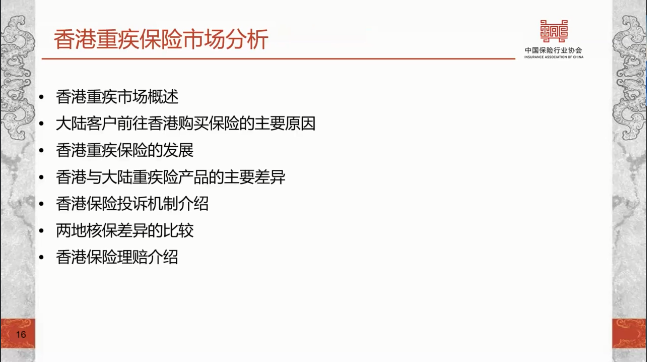 香港重疾保险市场分析
中国保险行业协会
INSURANCE ASSOCIATION OF CHINA
• 香港重疾市场概述
• 大陆客户前往香港购买保险的主要原因
• 香港重疾保险的发展
• 香港与大陆重疾险产品的主要差异
• 香港保险投诉机制介绍
• 两地核保差异的比较
• 香港保险理赔介绍
16